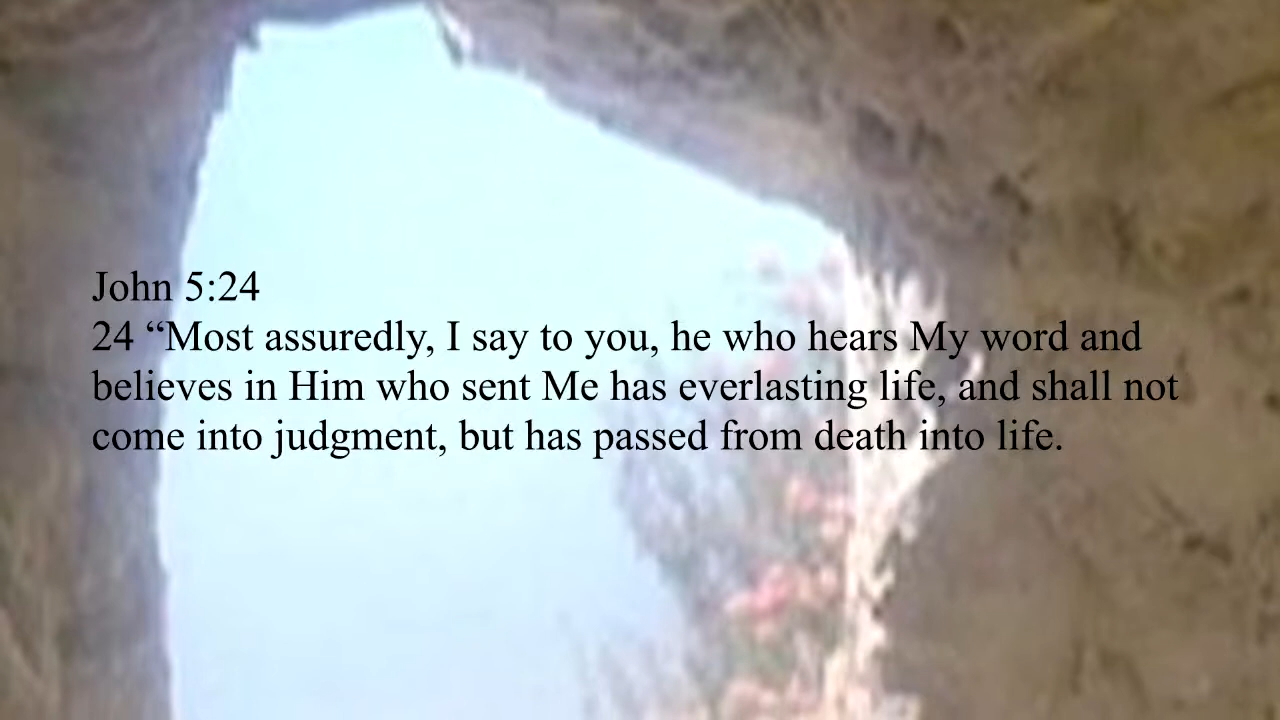 John 5:24
24 “Most assuredly, I say to you, he who hears My word and
believes in Him who sent Me has everlasting life, and shall not
come into judgment, but has passed from death into life.